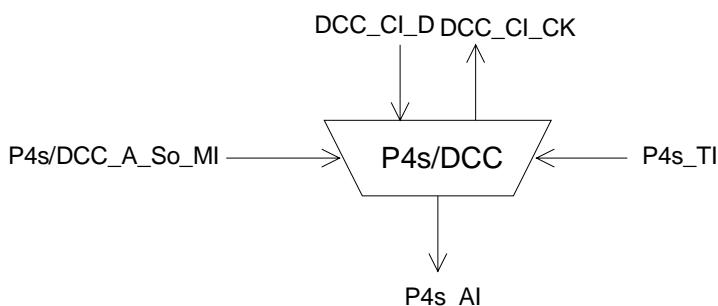 DCC_CI_D DCC_CI_CK
P4s/DCC_A_So_MI P4s/DCC P4s_TI
P4s_AI